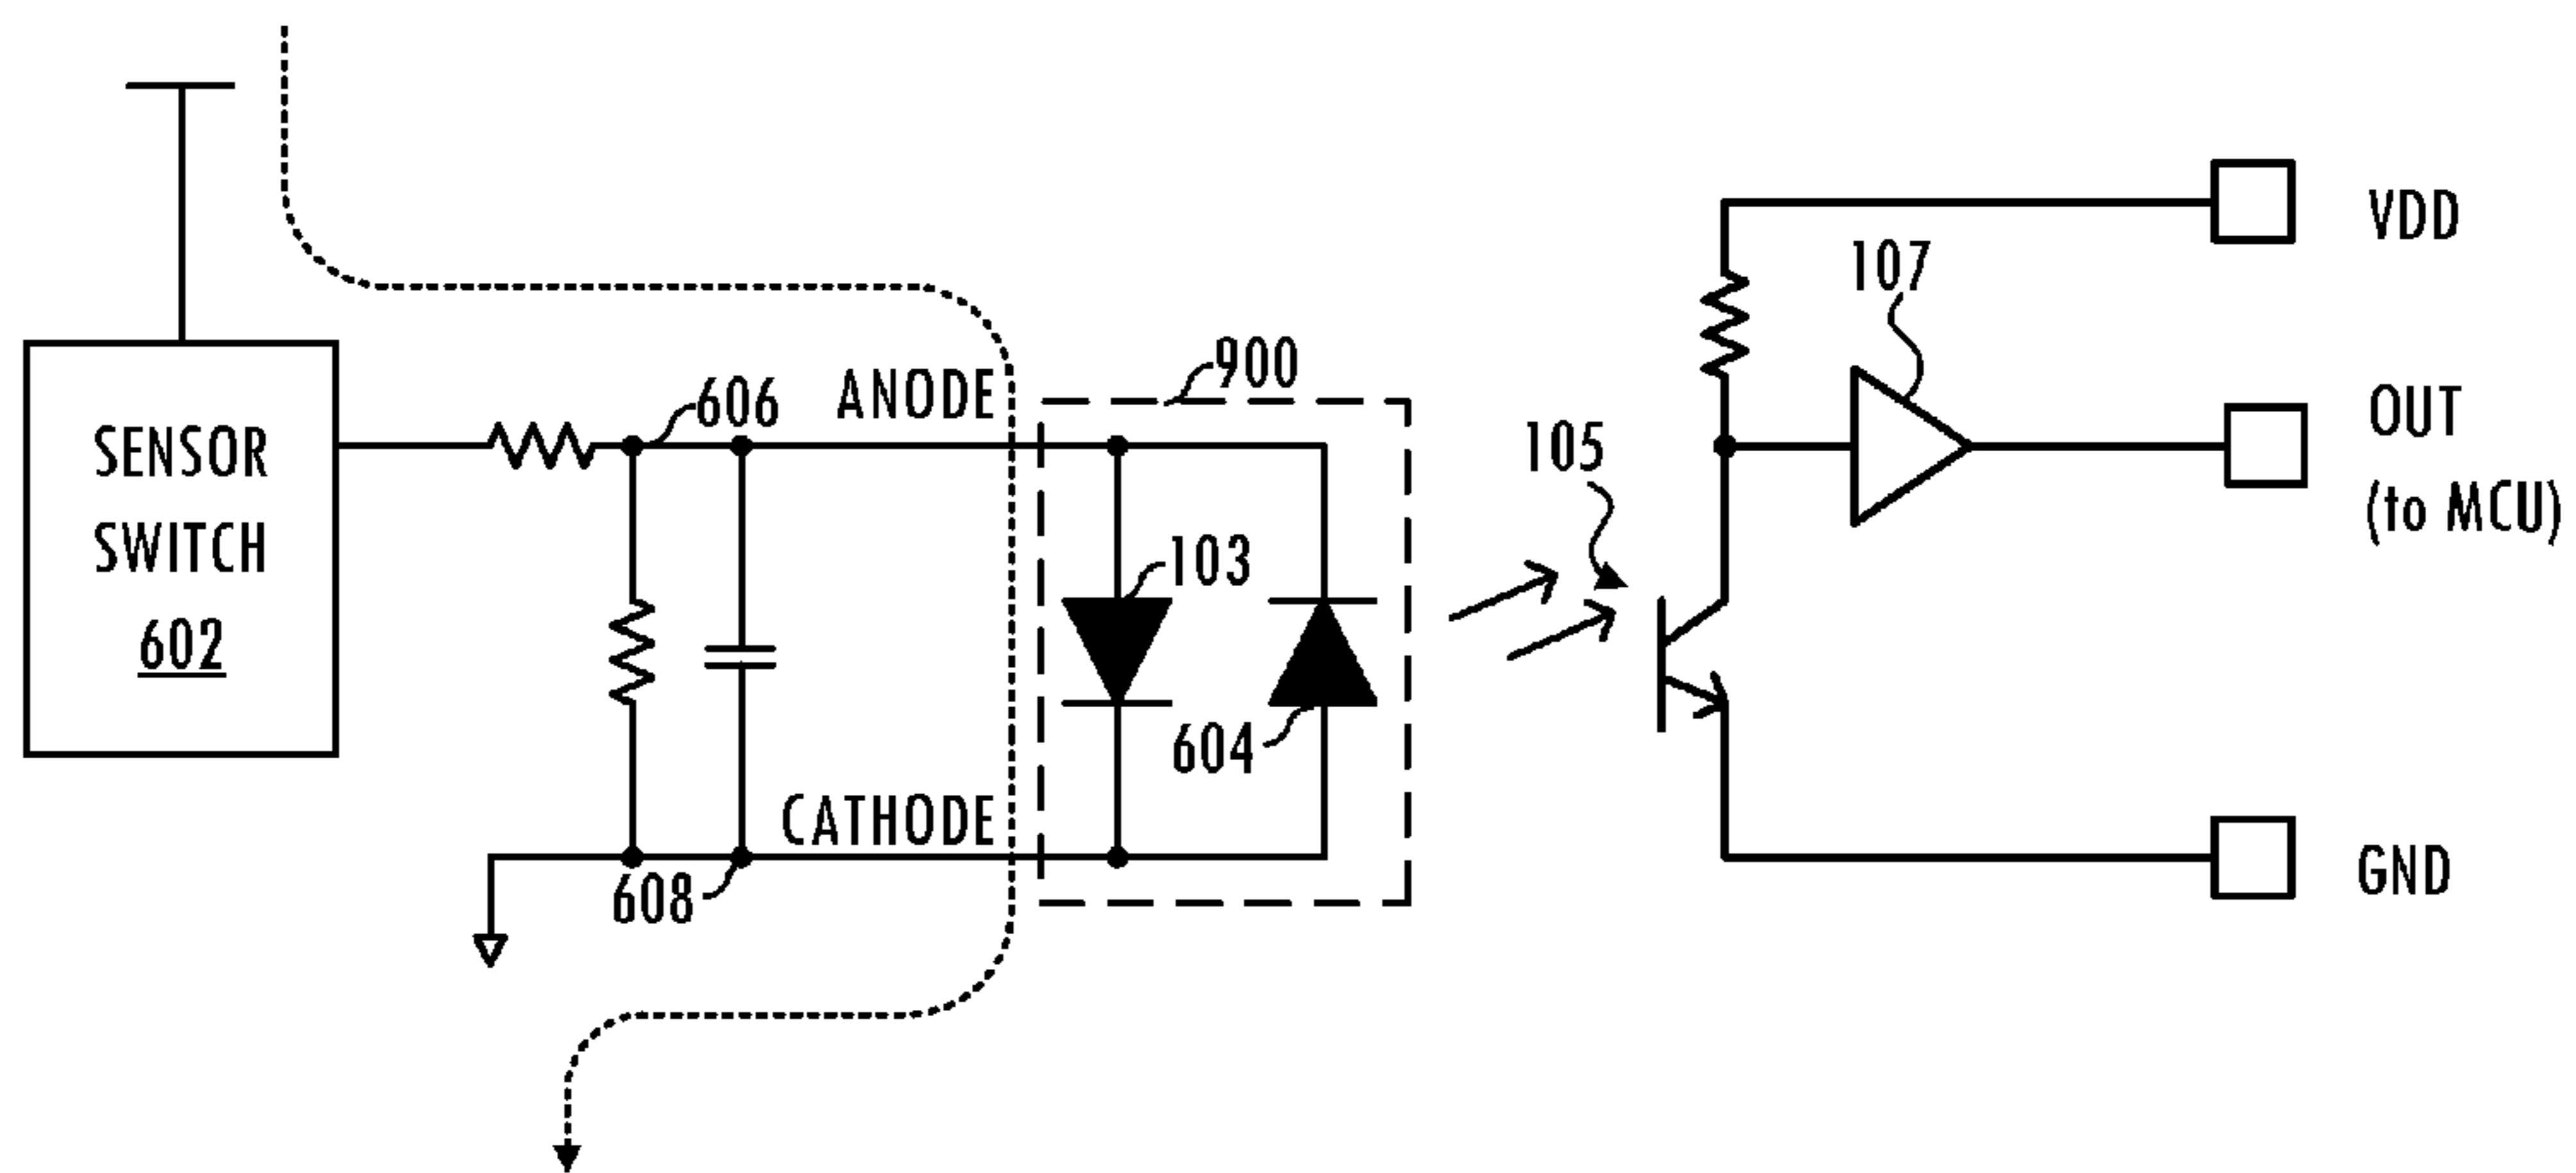 VDD
107
900
606
ANODE
OUT
(to MCU)
105
SENSOR
SWITCH
602
103
604
CATHODE
608
GND